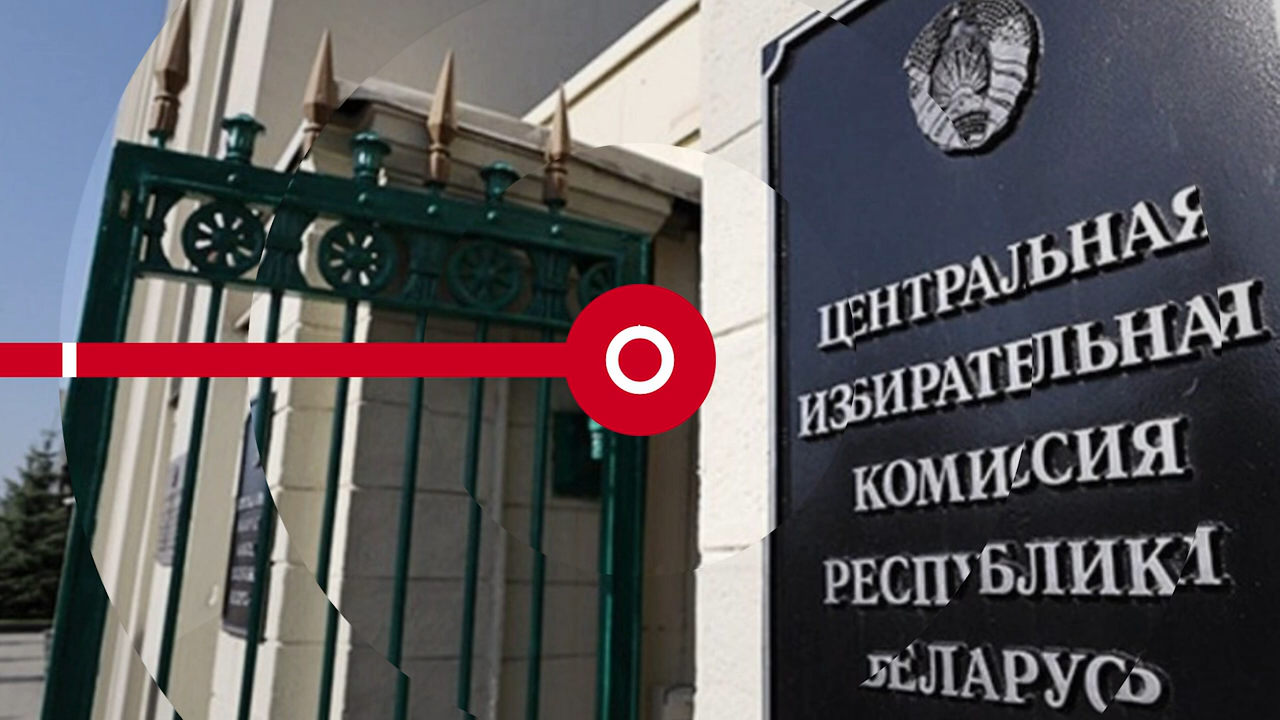 ЦЕНТРАЛЬНАЯ
ИЗБИРАТЕЛЬНАЯ
КОМИССИЯ
РЕСПУБЛИКИ
БЕЛАРУСЬ